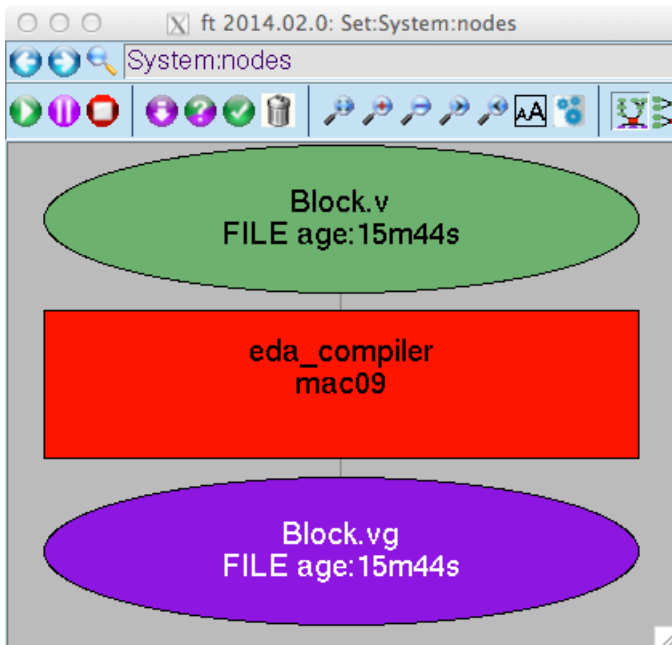 ft 2014.02.0: Set:System:nodes
System:nodes
AA
Block.v
FILE age:15m44s
eda_compiler
mac09
Block.vg
FILE age:15m44s